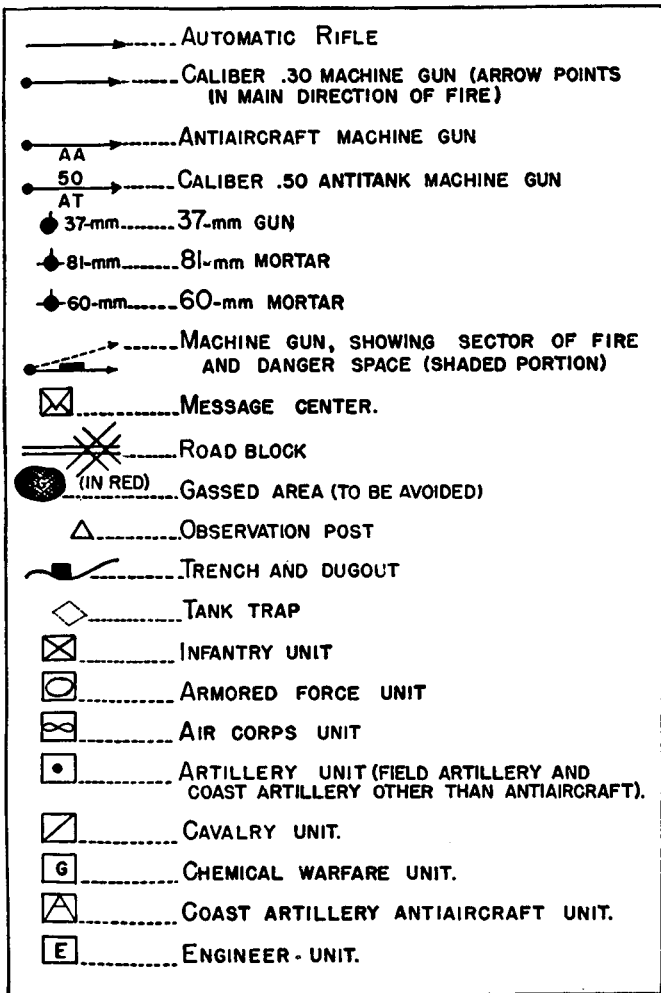 AUTOMATIC RIFLE
CALIBER .30 MACHINE GUN (ARROW POINTS
IN MAIN DIRECTION OF FIRE)
ANTIAIRCRAFT MACHINE GUN
AA
50
CALIBER .50 ANTITANK MACHINE GUN
AT
37-mm 37-mm GUN
81-mm 81-mm MORTAR
60-mm 60-mm MORTAR
MACHINE GUN, SHOWING SECTOR OF FIRE
AND DANGER SPACE (SHADED PORTION)
MESSAGE CENTER.
ROAD BLOCK
G (IN RED)
GASSED AREA (TO BE AVOIDED)
OBSERVATION POST
TRENCH AND DUGOUT
TANK TRAP
INFANTRY UNIT
ARMORED FORCE UNIT
AIR CORPS UNIT
ARTILLERY UNIT (FIELD ARTILLERY AND
COAST ARTILLERY OTHER THAN ANTIAIRCRAFT).
CAVALRY UNIT.
G CHEMICAL WARFARE UNIT.
COAST ARTILLERY ANTIAIRCRAFT UNIT.
E ENGINEER - UNIT.